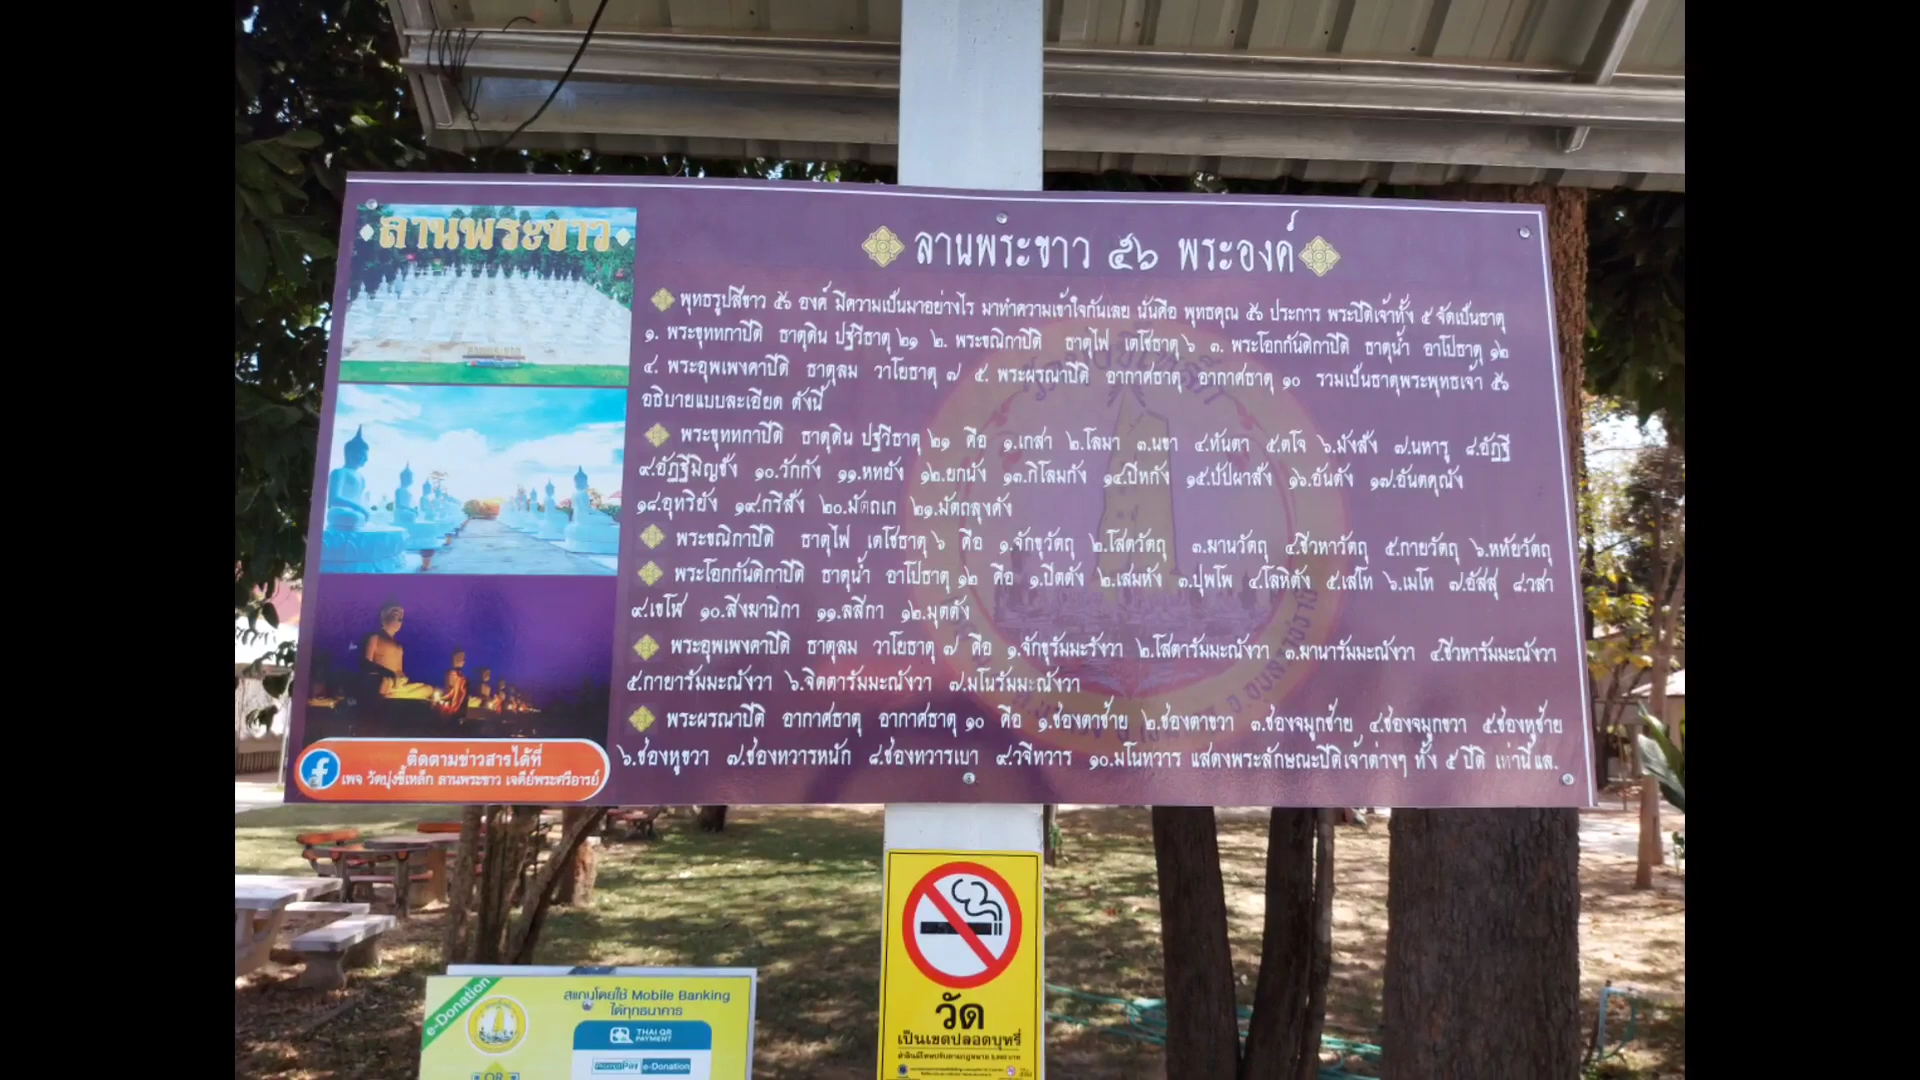 ลานพระขาว
ลานพระขาว ๕๖ พระองค์
พุทธรูปสีขาว ๕๖ องค์ มีความเป็นมาอย่างไร มาทำความเข้าใจกันเลย นั่นคือ พุทธคุณ ๕๖ ประการ พระปีติเจ้าทั้ง ๕ จัดเป็นธาตุ
๑. พระขุททกาปีติ ธาตุดิน ปฐวีธาตุ ๒๑ ๒. พระขณิกาปีติ ธาตุไฟ เตโชธาตุ ๖ ๓. พระโอกกันติกาปีติ ธาตุน้ำ อาโปธาตุ ๑๒
๔. พระอุพเพงคาปีติ ธาตุลม วาโยธาตุ ๗ ๕. พระผรณาปีติ อากาศธาตุ อากาศธาตุ ๑๐ รวมเป็นธาตุพระพุทธเจ้า ๕๖
อธิบายแบบละเอียด ดังนี้
พระขุททกาปีติ ธาตุดิน ปฐวีธาตุ ๒๑ คือ ๑.เกสา ๒.โลมา ๓.นขา ๔.ทันตา ๕.ตโจ ๖.มังสัง ๗.นหารู ๘.อัฏฐี
๙.อัฏฐีมิญชัง ๑๐.วักกัง ๑๑.หทยัง ๑๒.ยกนัง ๑๓.กิโลมกัง ๑๔.ปิหกัง ๑๕.ปัปผาสัง ๑๖.อันตัง ๑๗.อันตคุณัง
๑๘.อุทริยัง ๑๙.กรีสัง ๒๐.มัตถเก ๒๑.มัตถลุงคัง
พระขณิกาปีติ ธาตุไฟ เตโชธาตุ ๖ คือ ๑.จักขุวัตถุ ๒.โสตวัตถุ ๓.ฆานวัตถุ ๔.ชิวหาวัตถุ ๕.กายวัตถุ ๖.หทัยวัตถุ
พระโอกกันติกาปีติ ธาตุน้ำ อาโปธาตุ ๑๒ คือ ๑.ปิตตัง ๒.เสมหัง ๓.ปุพโพ ๔.โลหิตัง ๕.เสโท ๖.เมโท ๗.อัสสุ ๘.วสา
๙.เขโฬ ๑๐.สิงฆานิกา ๑๑.ลสิกา ๑๒.มุตตัง
พระอุพเพงคาปีติ ธาตุลม วาโยธาตุ ๗ คือ ๑.จักขุรัมมะรังวา ๒.โสตารัมมะณังวา ๓.ฆานารัมมะณังวา ๔.ชิวหารัมมะณังวา
๕.กายารัมมะณังวา ๖.จิตตารัมมะณังวา ๗.มโนรัมมะณังวา
พระผรณาปีติ อากาศธาตุ อากาศธาตุ ๑๐ คือ ๑.ช่องตาซ้าย ๒.ช่องตาขวา ๓.ช่องจมูกซ้าย ๔.ช่องจมูกขวา ๕.ช่องหูซ้าย
๖.ช่องหูขวา ๗.ช่องทวารหนัก ๘.ช่องทวารเบา ๙.วจีทวาร ๑๐.มโนทวาร แสดงพระลักษณะปีติเจ้าต่างๆ ทั้ง ๕ ปีติ เท่านี้แล.
ติดตามข่าวสารได้ที่
เพจ วัดบุ่งขี้เหล็ก ลานพระขาว เจดีย์พระศรีอารย์
วัด
เป็นเขตปลอดบุหรี่
e-Donation
สแกนโดยใช้ Mobile Banking
ได้ทุกธนาคาร
THAI QR
PAYMENT
PromptPay e-Donation
QR